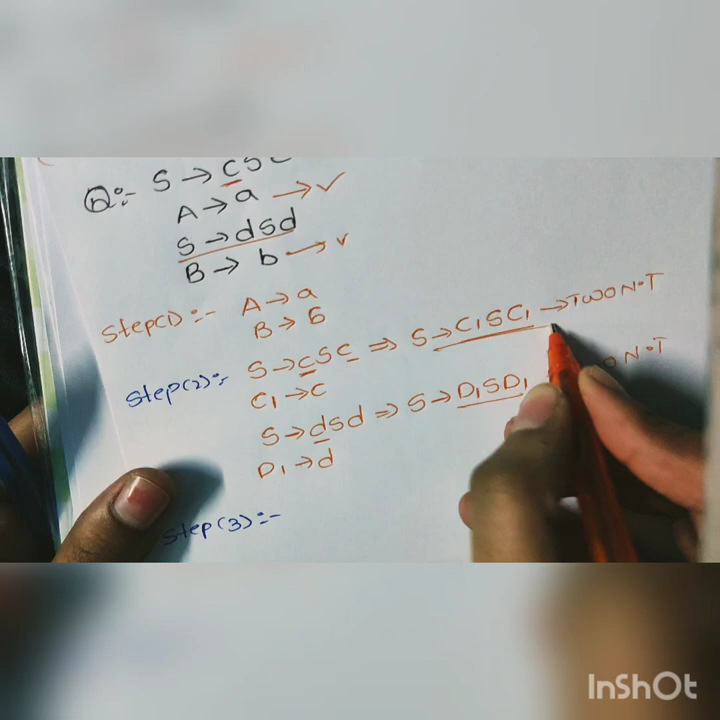 Q:- S → CSC
A → a → ✓
S → dsd
B → b → ✓
Step(1):- A → a
B → b
Step(2):- S → CSC ⇒ S → C₁SC₁ → TWO N·T
C₁ → C
S → dsd ⇒ S → D₁SD₁ N·T
D₁ → d
Step(3):-
InShOt